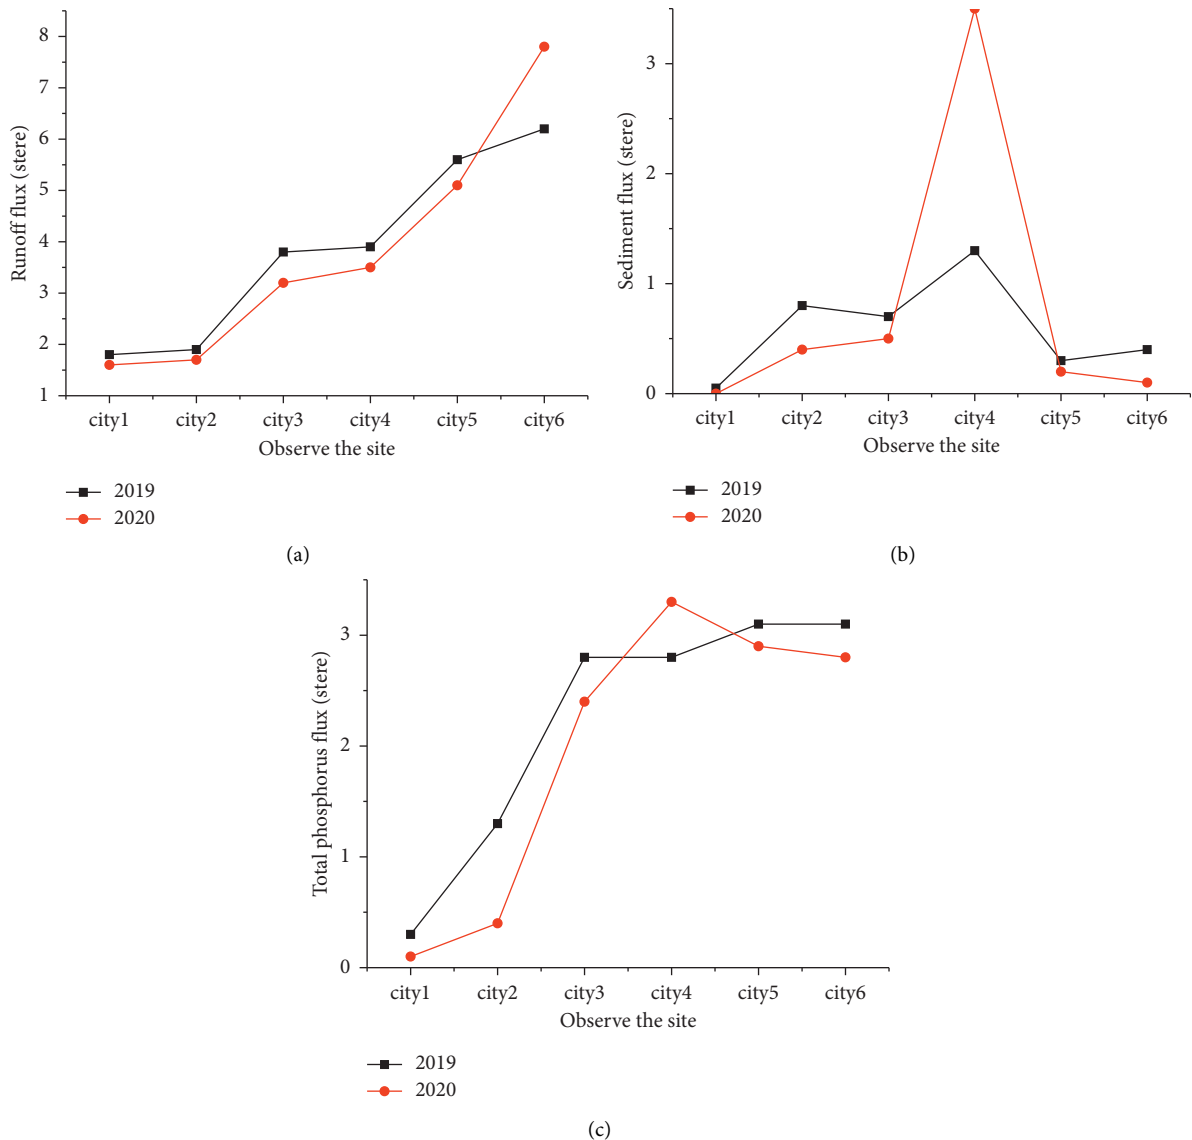 8
7
6
5
4
3
2
1
Runoff flux (stere)
city1 city2 city3 city4 city5 city6
Observe the site
2019
2020
(a)
3
2
1
0
Sediment flux (stere)
city1 city2 city3 city4 city5 city6
Observe the site
2019
2020
(b)
3
2
1
0
Total phosphorus flux (stere)
city1 city2 city3 city4 city5 city6
Observe the site
2019
2020
(c)